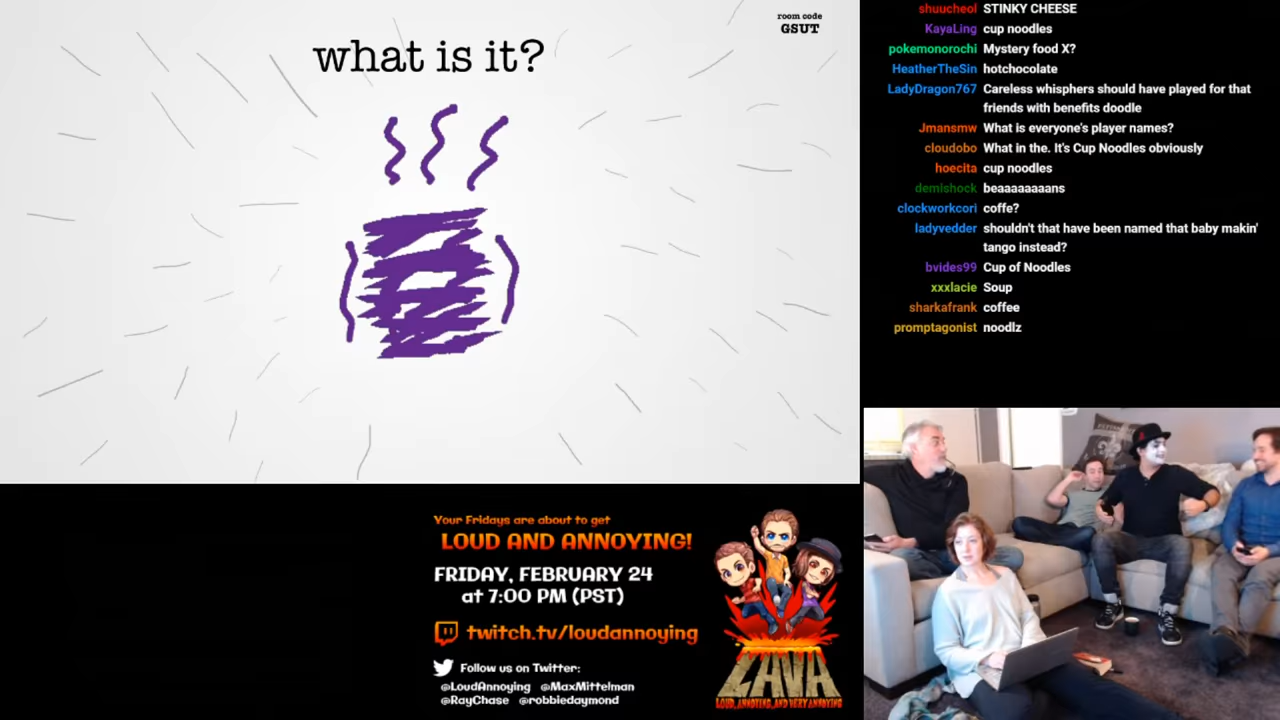 what is it?
room code
GSUT
shuucheol STINKY CHEESE
KayaLing cup noodles
pokemonorochi Mystery food X?
HeatherTheSin hotchocolate
LadyDragon767 Careless whisphers should have played for that
friends with benefits doodle
Jmansmw What is everyone's player names?
cloudobo What in the. It's Cup Noodles obviously
hoecita cup noodles
demishock beaaaaaaans
clockworkcori coffe?
ladyvedder shouldn't that have been named that baby makin'
tango instead?
bvides99 Cup of Noodles
xxxlacie Soup
sharkafrank coffee
promptagonist noodlz
Your Fridays are about to get
LOUD AND ANNOYING!
FRIDAY, FEBRUARY 24
at 7:00 PM (PST)
twitch.tv/loudannoying
Follow us on Twitter:
@LoudAnnoying @MaxMittelman
@RayChase @robbiedaymond
LAVA
LOUD, ANNOYING, AND VERY ANNOYING